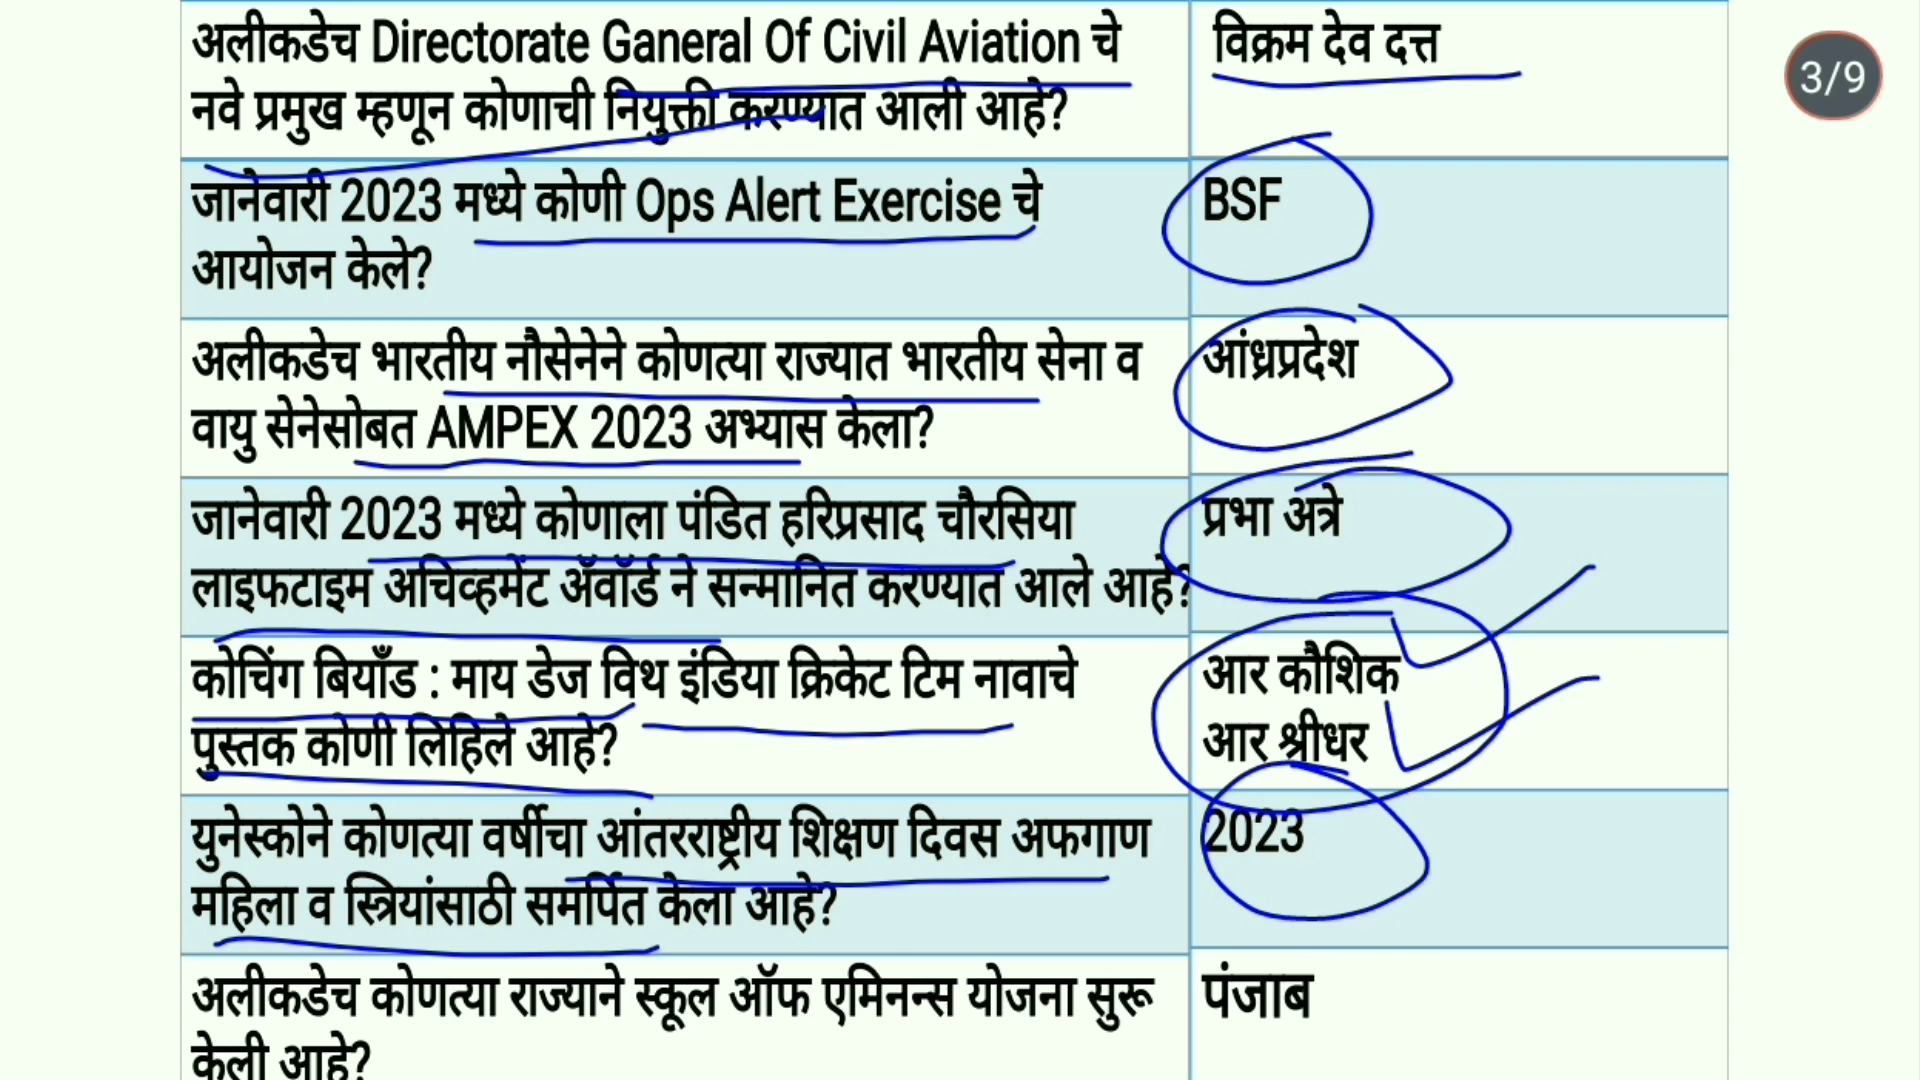 अलीकडेच Directorate Ganeral Of Civil Aviation चे
नवे प्रमुख म्हणून कोणाची नियुक्ती करण्यात आली आहे?
विक्रम देव दत्त
3/9
जानेवारी 2023 मध्ये कोणी Ops Alert Exercise चे
आयोजन केले?
BSF
अलीकडेच भारतीय नौसेनेने कोणत्या राज्यात भारतीय सेना व
वायु सेनेसोबत AMPEX 2023 अभ्यास केला?
आंध्रप्रदेश
जानेवारी 2023 मध्ये कोणाला पंडित हरिप्रसाद चौरसिया
लाइफटाइम अचिव्हमेंट ॲवॉर्ड ने सन्मानित करण्यात आले आहे?
प्रभा अत्रे
कोचिंग बियाँड : माय डेज विथ इंडिया क्रिकेट टिम नावाचे
पुस्तक कोणी लिहिले आहे?
आर कौशिक
आर श्रीधर
युनेस्कोने कोणत्या वर्षीचा आंतरराष्ट्रीय शिक्षण दिवस अफगाण
महिला व स्त्रियांसाठी समर्पित केला आहे?
2023
अलीकडेच कोणत्या राज्याने स्कूल ऑफ एमिनन्स योजना सुरू
केली आहे?
पंजाब